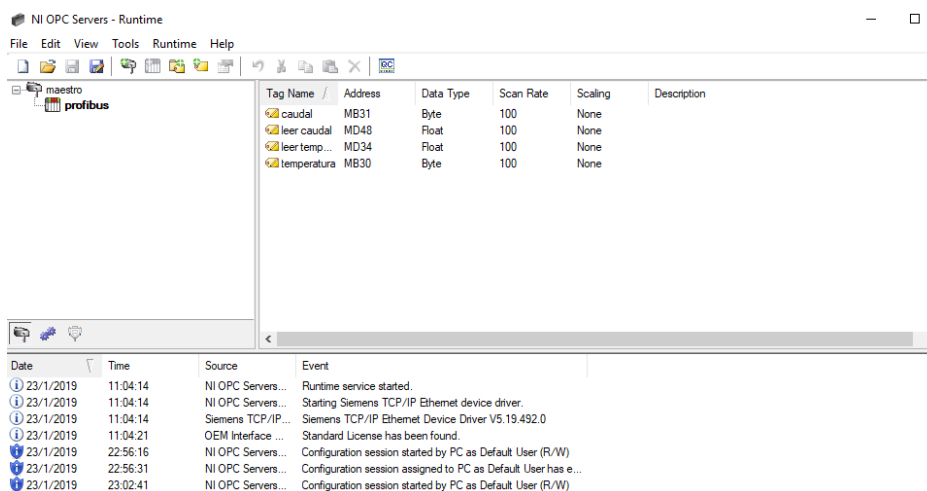 NI OPC Servers - Runtime
File Edit View Tools Runtime Help
maestro
profibus
Tag Name Address Data Type Scan Rate Scaling Description
caudal MB31 Byte 100 None
leer caudal MD48 Float 100 None
leer temp... MD34 Float 100 None
temperatura MB30 Byte 100 None
Date Time Source Event
23/1/2019 11:04:14 NI OPC Servers... Runtime service started.
23/1/2019 11:04:14 NI OPC Servers... Starting Siemens TCP/IP Ethernet device driver.
23/1/2019 11:04:14 Siemens TCP/IP... Siemens TCP/IP Ethernet Device Driver V5.19.492.0
23/1/2019 11:04:21 OEM Interface ... Standard License has been found.
23/1/2019 22:56:16 NI OPC Servers... Configuration session started by PC as Default User (R/W)
23/1/2019 22:56:31 NI OPC Servers... Configuration session assigned to PC as Default User has e...
23/1/2019 23:02:41 NI OPC Servers... Configuration session started by PC as Default User (R/W)